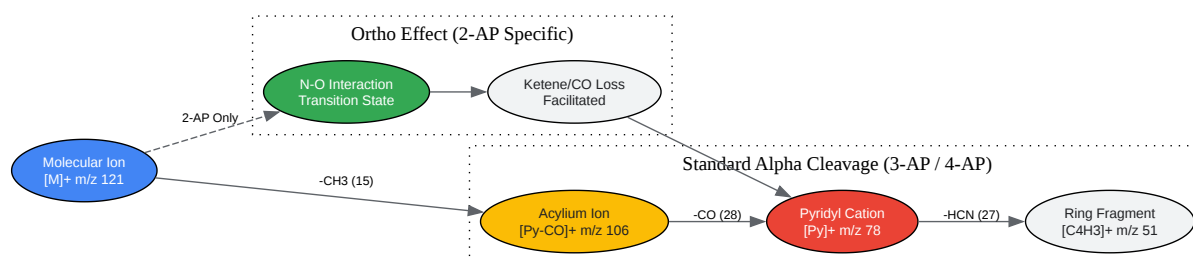 Ortho Effect (2-AP Specific)
N-O Interaction
Transition State
Ketene/CO Loss
Facilitated
2-AP Only
Molecular Ion
[M]+ m/z 121
-CH3 (15)
Standard Alpha Cleavage (3-AP / 4-AP)
Acylium Ion
[Py-CO]+ m/z 106
-CO (28)
Pyridyl Cation
[Py]+ m/z 78
-HCN (27)
Ring Fragment
[C4H3]+ m/z 51